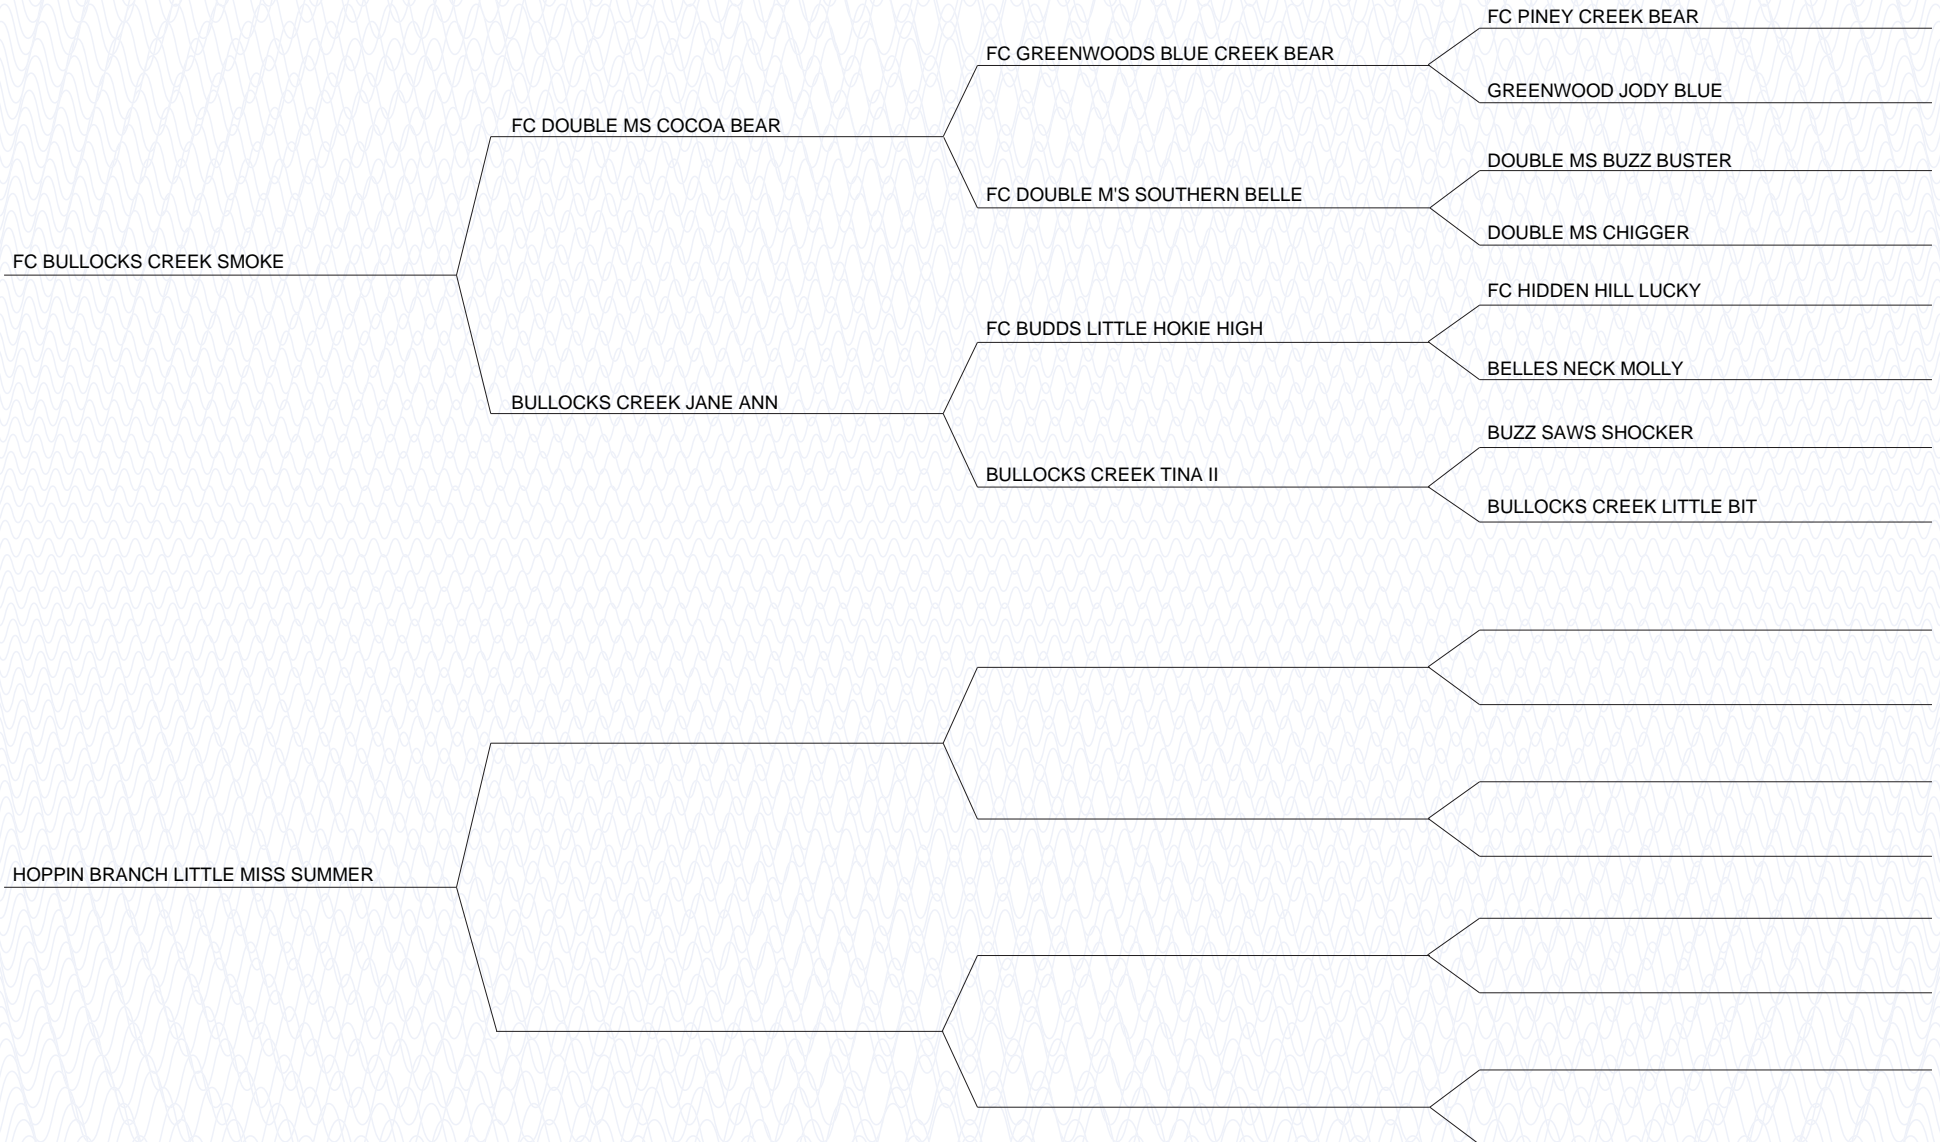 FC PINEY CREEK BEAR
FC GREENWOODS BLUE CREEK BEAR
GREENWOOD JODY BLUE
FC DOUBLE MS COCOA BEAR
DOUBLE MS BUZZ BUSTER
FC DOUBLE M'S SOUTHERN BELLE
DOUBLE MS CHIGGER
FC BULLOCKS CREEK SMOKE
FC HIDDEN HILL LUCKY
FC BUDDS LITTLE HOKIE HIGH
BELLES NECK MOLLY
BULLOCKS CREEK JANE ANN
BUZZ SAWS SHOCKER
BULLOCKS CREEK TINA II
BULLOCKS CREEK LITTLE BIT
HOPPIN BRANCH LITTLE MISS SUMMER